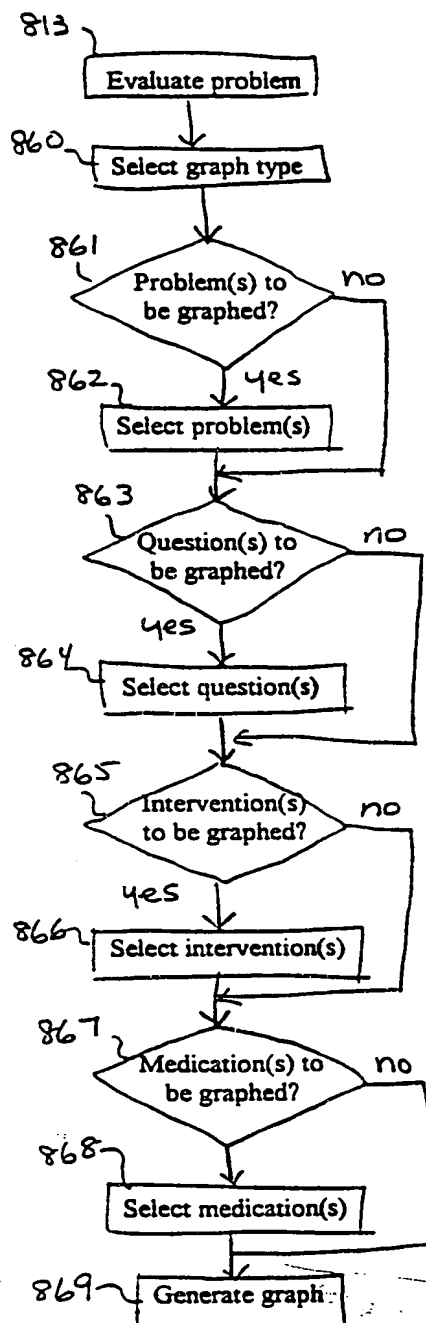 813
Evaluate problem
860
Select graph type
861
Problem(s) to
be graphed?
no
yes
862
Select problem(s)
863
Question(s) to
be graphed?
no
yes
864
Select question(s)
865
Intervention(s)
to be graphed?
no
yes
866
Select intervention(s)
867
Medication(s) to
be graphed?
no
868
Select medication(s)
869
Generate graph